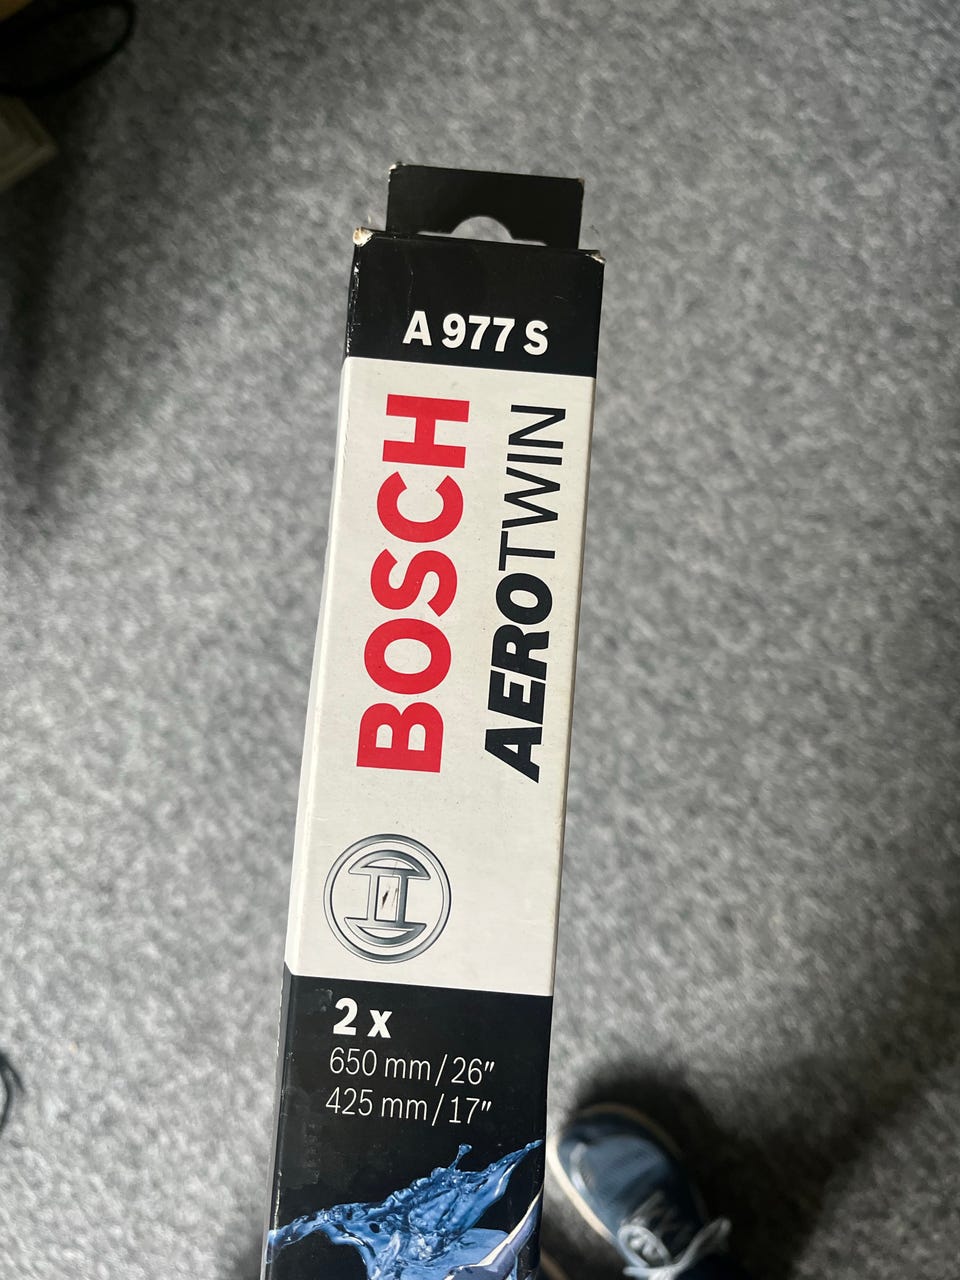 A 977 S
BOSCH
AEROTWIN
2 x
650 mm / 26"
425 mm / 17"